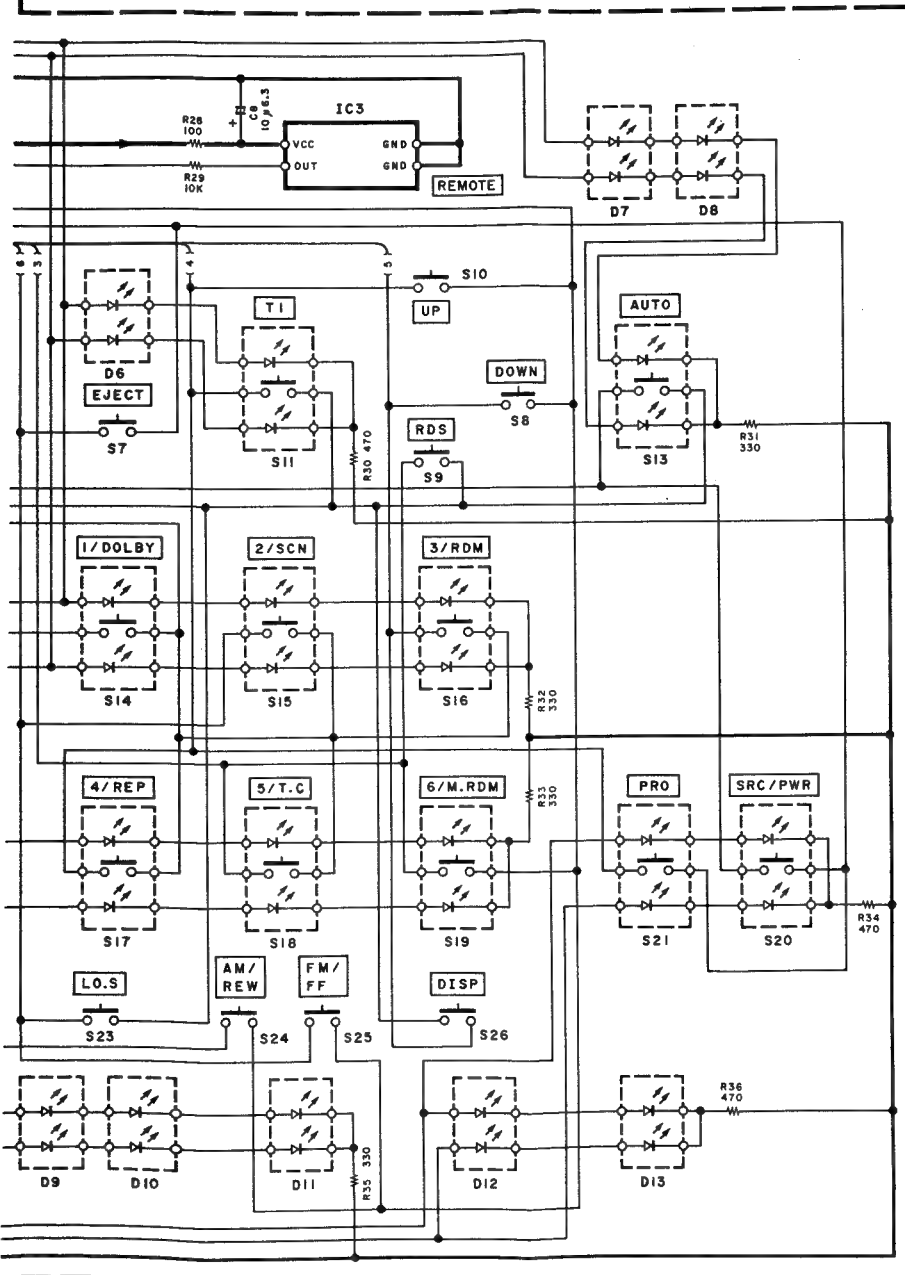 IC3
C8
10µ6.3
+
R28
100
VCC
GND
OUT
GND
R29
10K
REMOTE
D7
D8
6
3
4
5
S10
UP
TI
AUTO
D6
EJECT
S7
S11
R30 470
DOWN
S8
RDS
S9
S13
R31
330
1/DOLBY
2/SCN
3/RDM
S14
S15
S16
R32
330
4/REP
5/T.C
6/M.RDM
R33
330
PRO
SRC/PWR
S17
S18
S19
S21
S20
R34
470
LO.S
AM/
REW
FM/
FF
DISP
S23
S24
S25
S26
R36
470
D9
D10
D11
R35 330
D12
D13